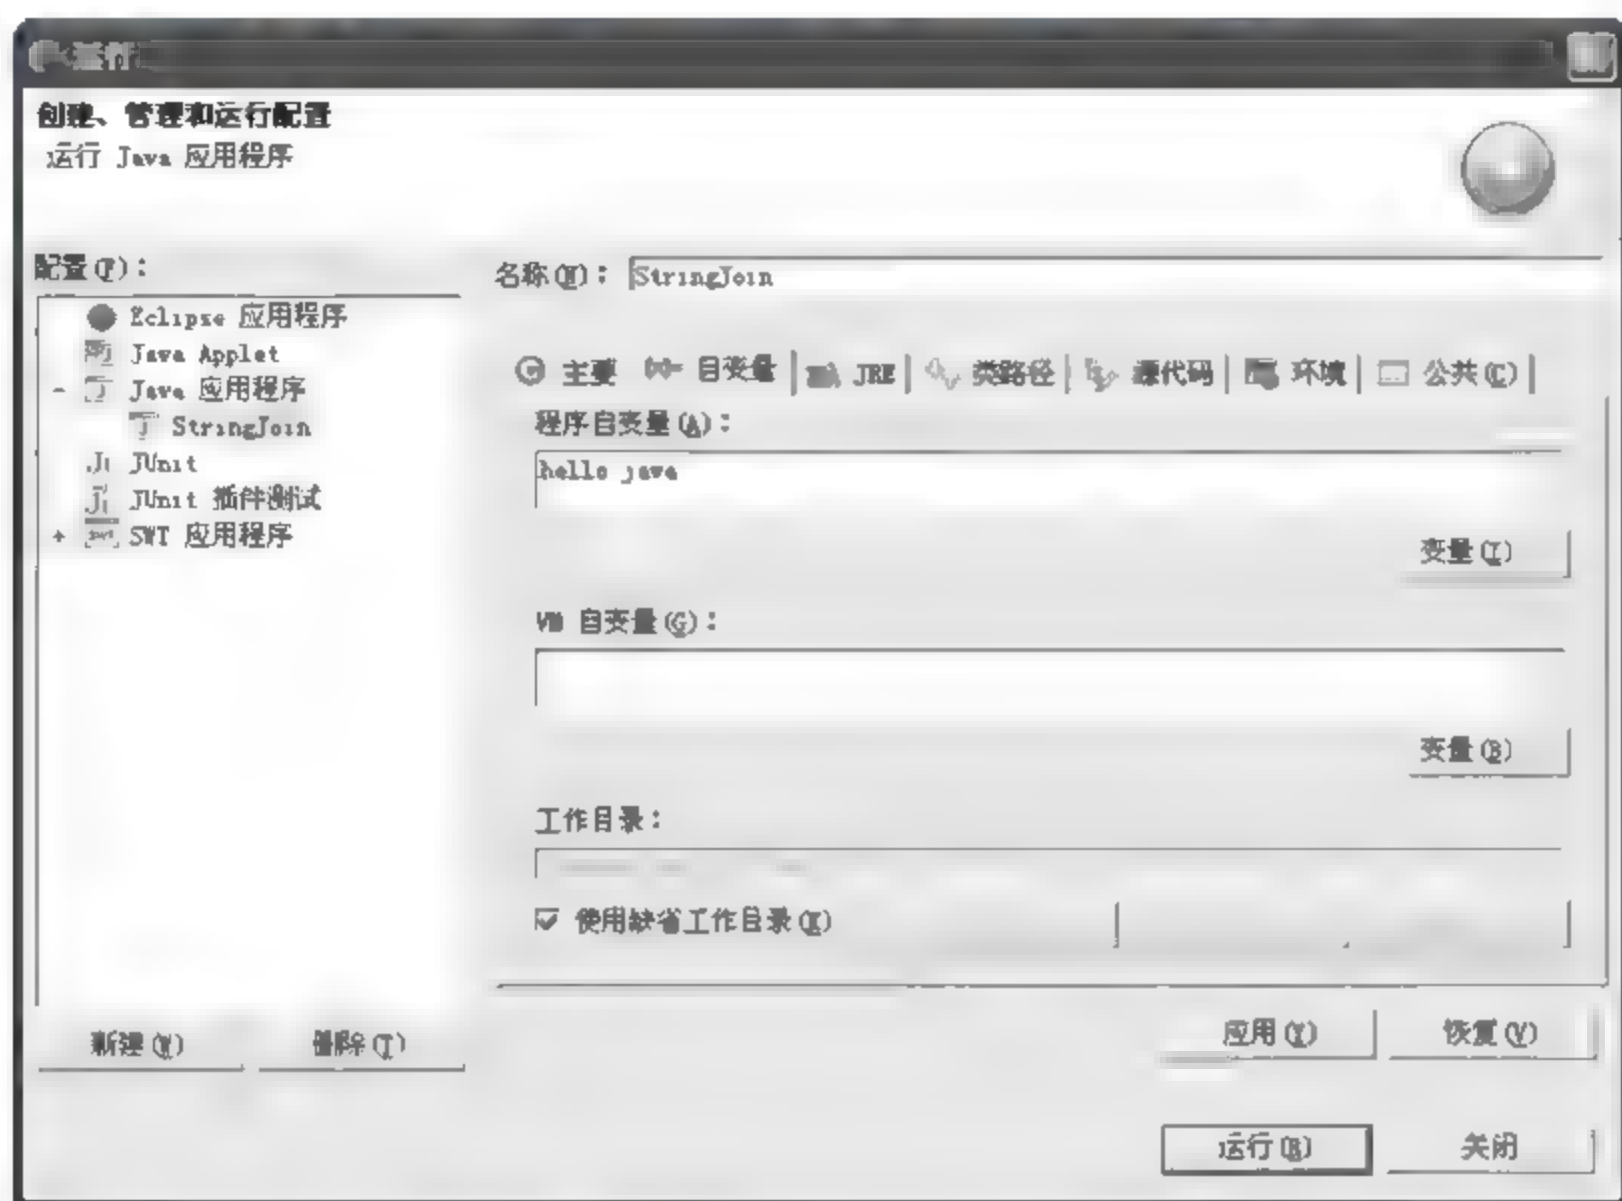 运行
创建、管理和运行配置
运行 Java 应用程序
配置(F)：
Eclipse 应用程序
Java Applet
- Java 应用程序
StringJoin
JUnit
JUnit 插件测试
+ SWT 应用程序
新建(W)
删除(T)
名称(N)： StringJoin
主要 (x)= 自变量 JRE 类路径 源代码 环境 公共(C)
程序自变量(A)：
hello java
变量(I)
VM 自变量(G)：
变量(B)
工作目录：
使用缺省工作目录
应用(Y)
恢复(V)
运行(R)
关闭